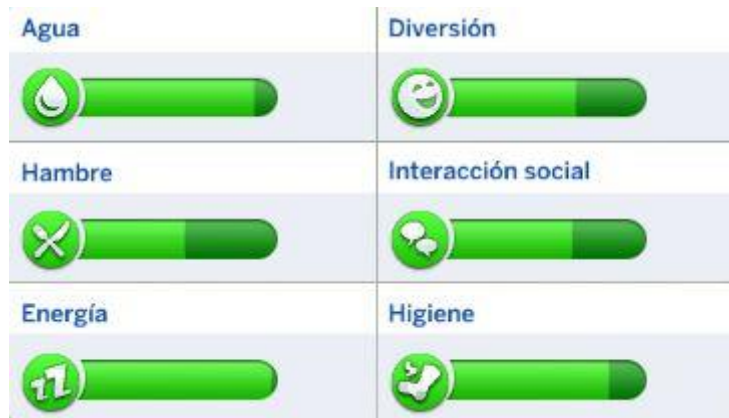 Agua
Diversión
Hambre
Interacción social
Energía
Higiene